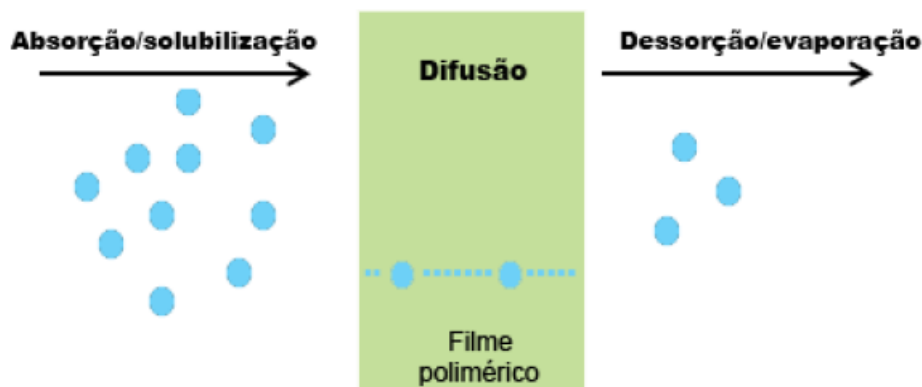 Absorção/solubilização
Difusão
Dessorção/evaporação
Filme
polimérico